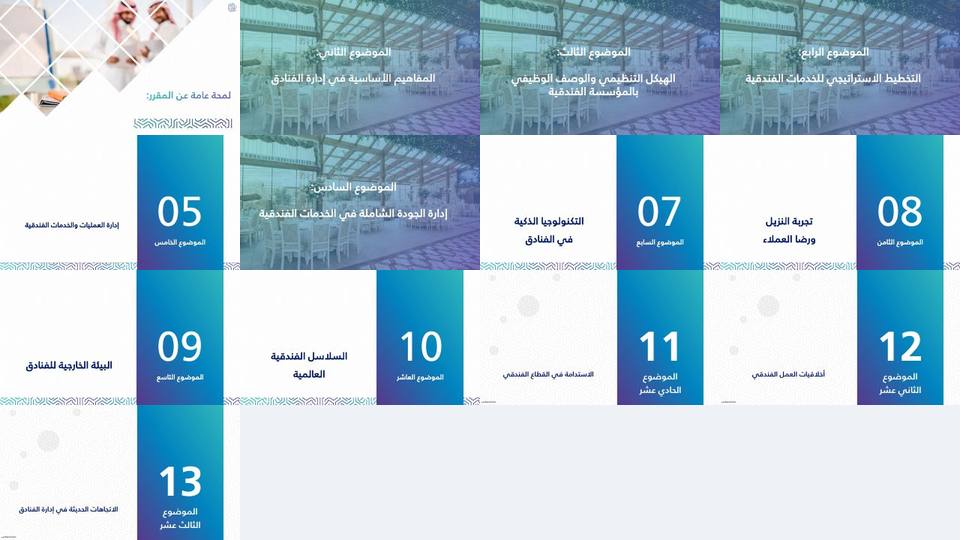 لمحة عامة عن المقرر:
الموضوع الثاني:
المفاهيم الأساسية في إدارة الفنادق
الموضوع الثالث:
الهيكل التنظيمي والوصف الوظيفي
بالمؤسسة الفندقية
الموضوع الرابع:
التخطيط الاستراتيجي للخدمات الفندقية
05
الموضوع الخامس
إدارة العمليات والخدمات الفندقية
الموضوع السادس:
إدارة الجودة الشاملة في الخدمات الفندقية
07
الموضوع السابع
التكنولوجيا الذكية
في الفنادق
08
الموضوع الثامن
تجربة النزيل
ورضا العملاء
09
الموضوع التاسع
البيئة الخارجية للفنادق
10
الموضوع العاشر
السلاسل الفندقية
العالمية
11
الموضوع
الحادي عشر
الاستدامة في القطاع الفندقي
12
الموضوع
الثاني عشر
أخلاقيات العمل الفندقي
13
الموضوع
الثالث عشر
الاتجاهات الحديثة في إدارة الفنادق